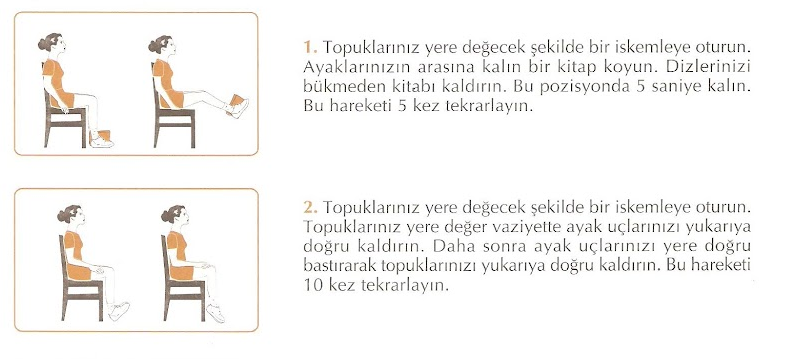 1. Topuklarınız yere değecek şekilde bir iskemleye oturun.
Ayaklarınızın arasına kalın bir kitap koyun. Dizlerinizi
bükmeden kitabı kaldırın. Bu pozisyonda 5 saniye kalın.
Bu hareketi 5 kez tekrarlayın.
2. Topuklarınız yere değecek şekilde bir iskemleye oturun.
Topuklarınız yere değer vaziyette ayak uçlarınızı yukarıya
doğru kaldırın. Daha sonra ayak uçlarınızı yere doğru
bastırarak topuklarınızı yukarıya doğru kaldırın. Bu hareketi
10 kez tekrarlayın.